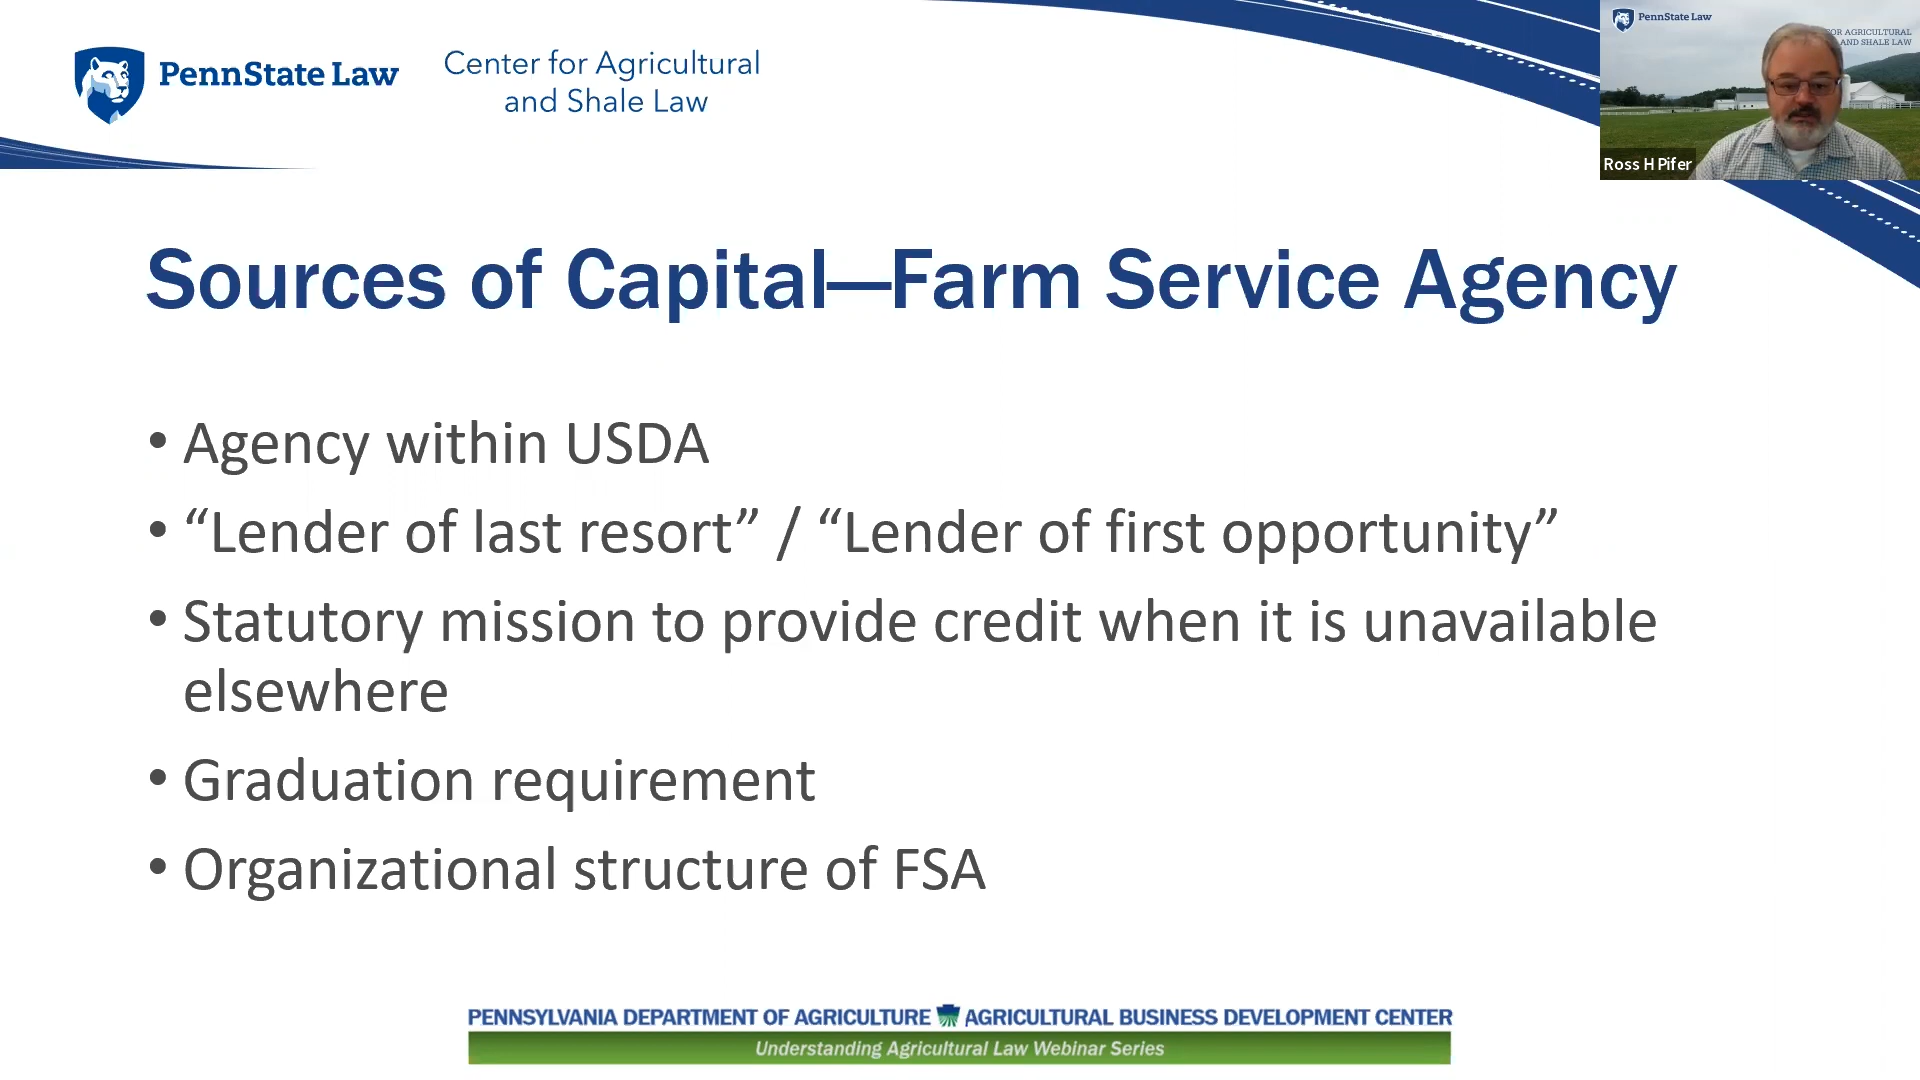 PennState Law
Center for Agricultural
and Shale Law
PennState Law
FOR AGRICULTURAL
AND SHALE LAW
Ross H Pifer
Sources of Capital—Farm Service Agency
• Agency within USDA
• “Lender of last resort” / “Lender of first opportunity”
• Statutory mission to provide credit when it is unavailable
elsewhere
• Graduation requirement
• Organizational structure of FSA
PENNSYLVANIA DEPARTMENT OF AGRICULTURE AGRICULTURAL BUSINESS DEVELOPMENT CENTER
Understanding Agricultural Law Webinar Series